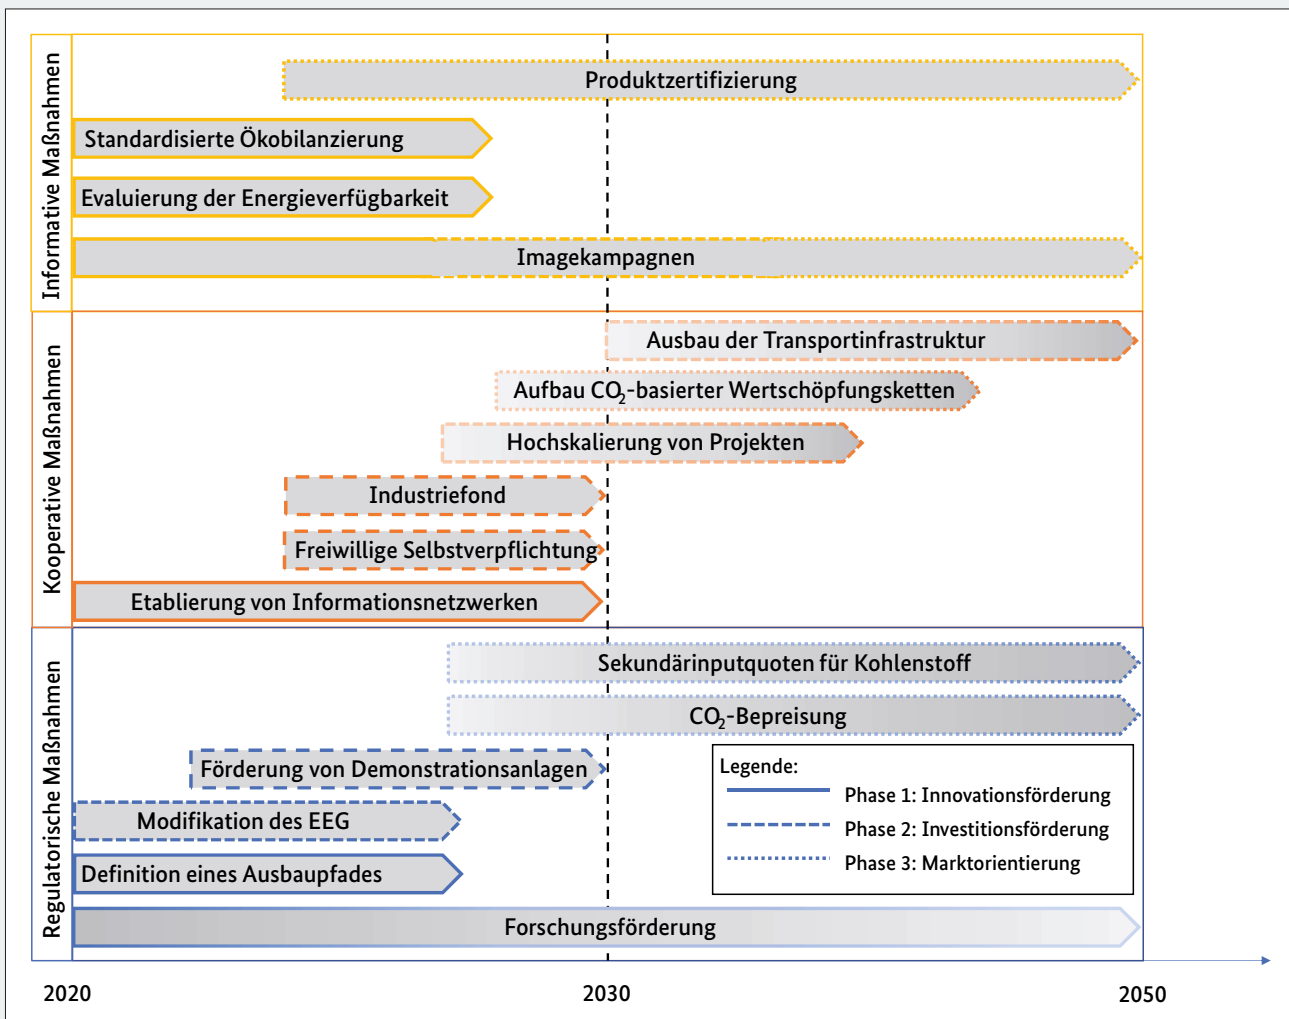 Informative Maßnahmen
Produktzertifizierung
Standardisierte Ökobilanzierung
Evaluierung der Energieverfügbarkeit
Imagekampagnen
Kooperative Maßnahmen
Ausbau der Transportinfrastruktur
Aufbau CO₂-basierter Wertschöpfungsketten
Hochskalierung von Projekten
Industriefond
Freiwillige Selbstverpflichtung
Etablierung von Informationsnetzwerken
Regulatorische Maßnahmen
Sekundärinputquoten für Kohlenstoff
CO₂-Bepreisung
Förderung von Demonstrationsanlagen
Modifikation des EEG
Definition eines Ausbaupfades
Forschungsförderung
Legende:
Phase 1: Innovationsförderung
Phase 2: Investitionsförderung
Phase 3: Marktorientierung
2020 2030 2050